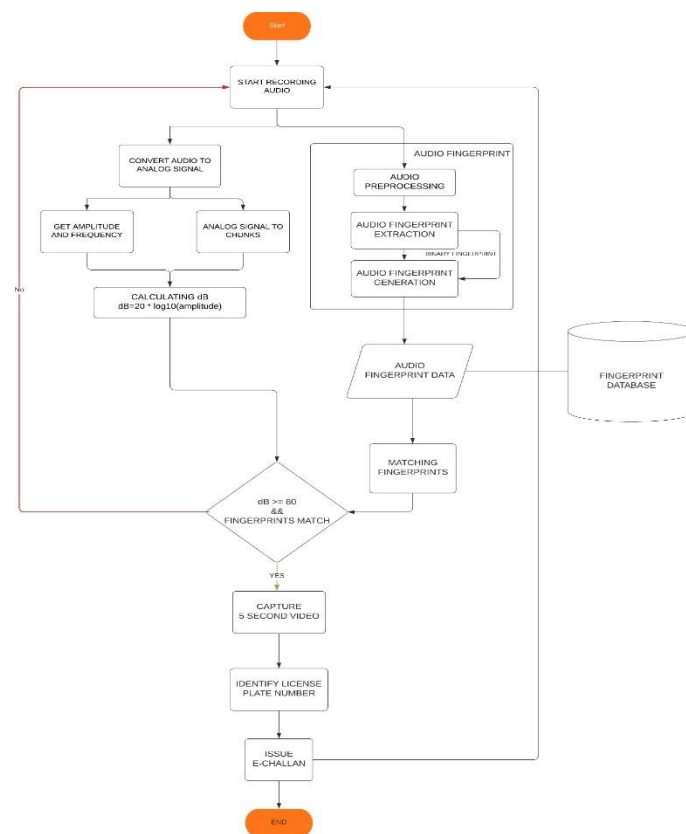 Start
START RECORDING
AUDIO
CONVERT AUDIO TO
ANALOG SIGNAL
GET AMPLITUDE
AND FREQUENCY
ANALOG SIGNAL TO
CHUNKS
CALCULATING dB
dB=20 * log10(amplitude)
AUDIO FINGERPRINT
AUDIO
PREPROCESSING
AUDIO FINGERPRINT
EXTRACTION
BINARY FINGERPRINT
AUDIO FINGERPRINT
GENERATION
AUDIO
FINGERPRINT DATA
FINGERPRINT
DATABASE
MATCHING
FINGERPRINTS
No
dB >= 80
&&
FINGERPRINTS MATCH
YES
CAPTURE
5 SECOND VIDEO
IDENTIFY LICENSE
PLATE NUMBER
ISSUE
E-CHALLAN
END